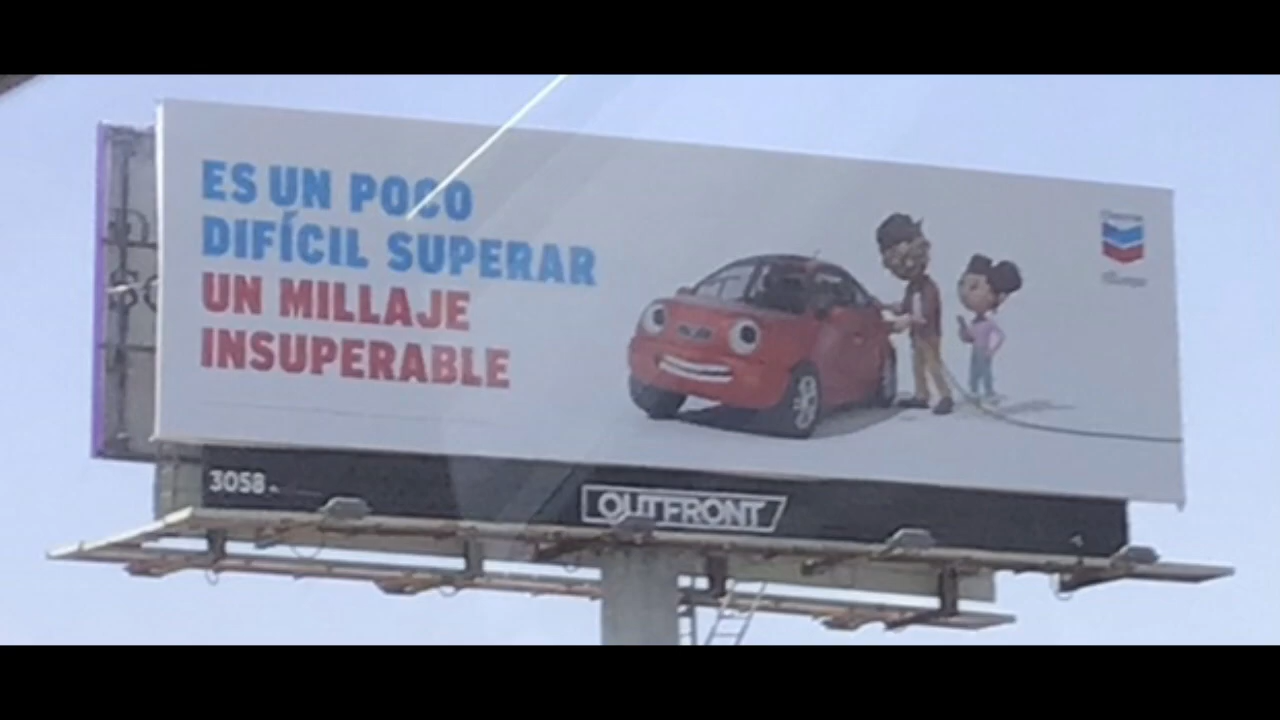 ES UN POCO
DIFÍCIL SUPERAR
UN MILLAJE
INSUPERABLE
3058
OUTFRONT